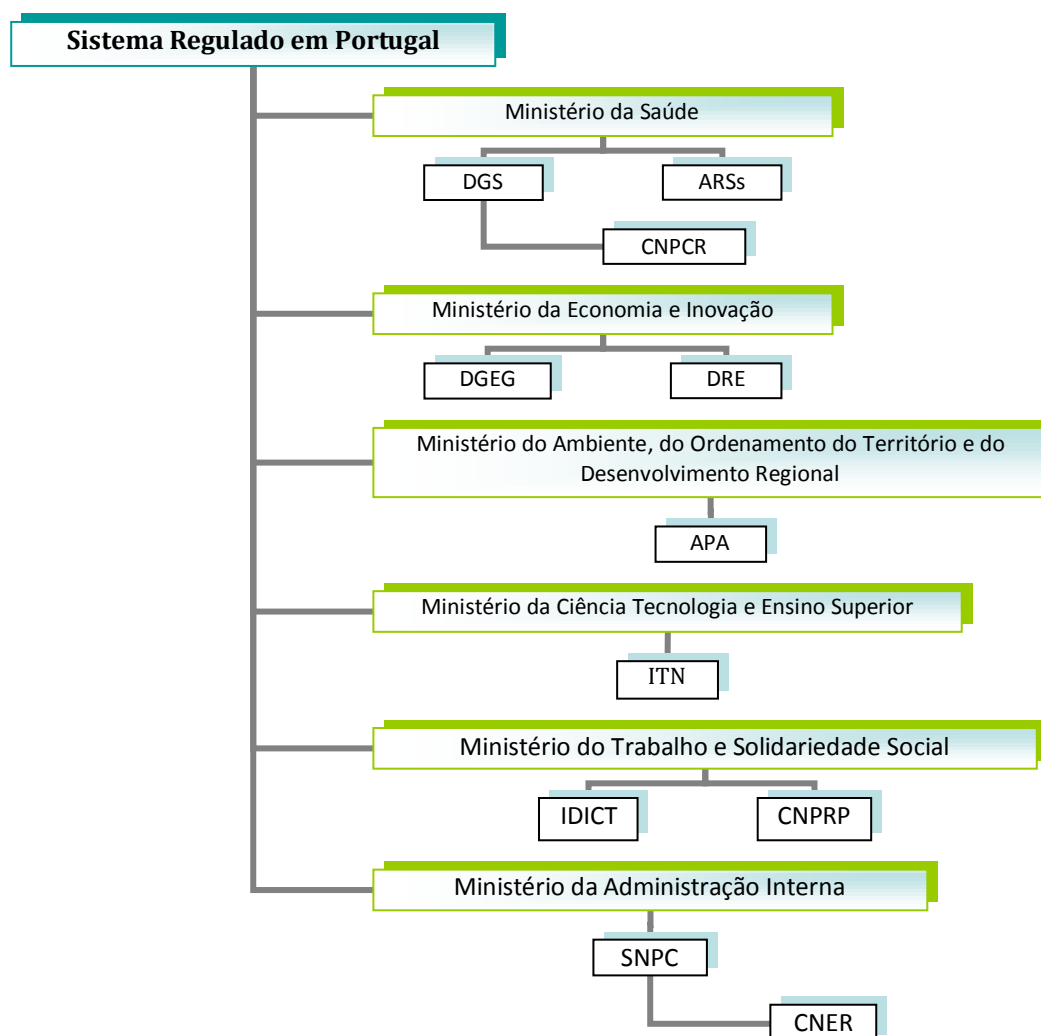 Sistema Regulado em Portugal
Ministério da Saúde
DGS
ARSs
CNPCR
Ministério da Economia e Inovação
DGEG
DRE
Ministério do Ambiente, do Ordenamento do Território e do
Desenvolvimento Regional
APA
Ministério da Ciência Tecnologia e Ensino Superior
ITN
Ministério do Trabalho e Solidariedade Social
IDICT
CNPRP
Ministério da Administração Interna
SNPC
CNER